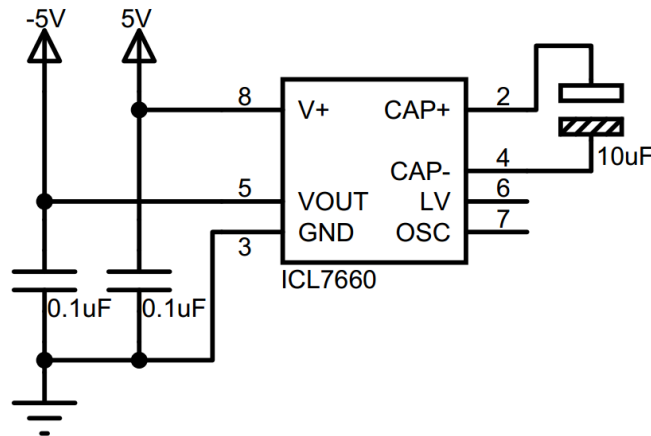 -5V 5V
8 V+ CAP+ 2
10uF
CAP- 4
5 VOUT LV 6
3 GND OSC 7
ICL7660
0.1uF 0.1uF